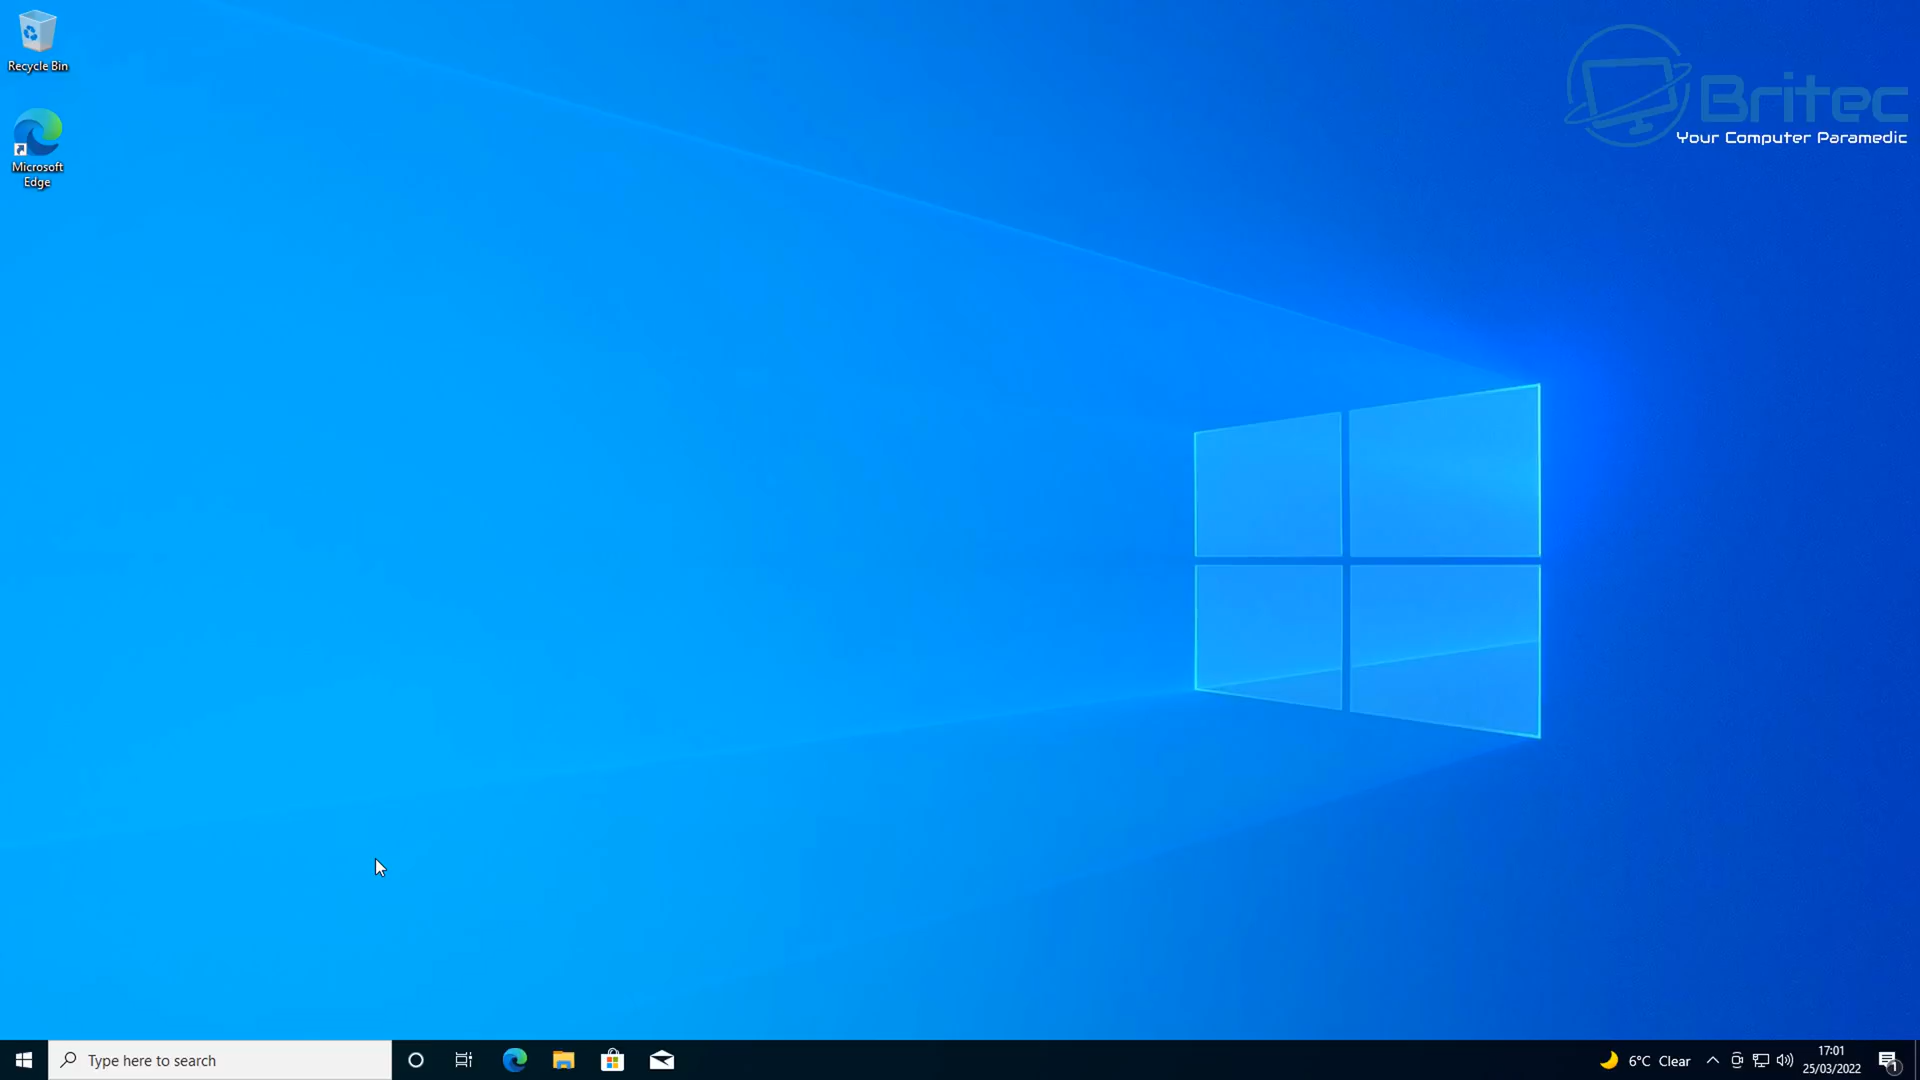 Recycle Bin
Microsoft
Edge
Britec
Your Computer Paramedic
Type here to search
6°C Clear
17:01
25/03/2022
1